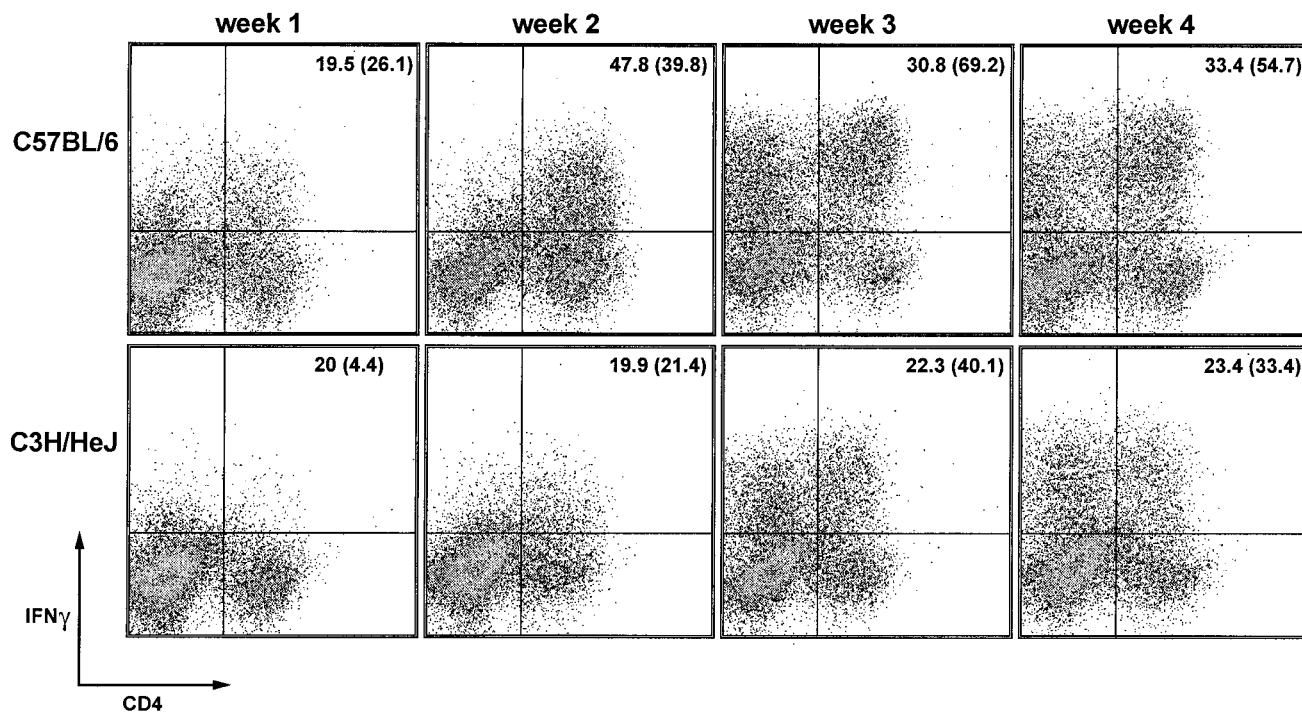 week 1 week 2 week 3 week 4
C57BL/6
19.5 (26.1) 47.8 (39.8) 30.8 (69.2) 33.4 (54.7)
C3H/HeJ
20 (4.4) 19.9 (21.4) 22.3 (40.1) 23.4 (33.4)
IFNγ
CD4